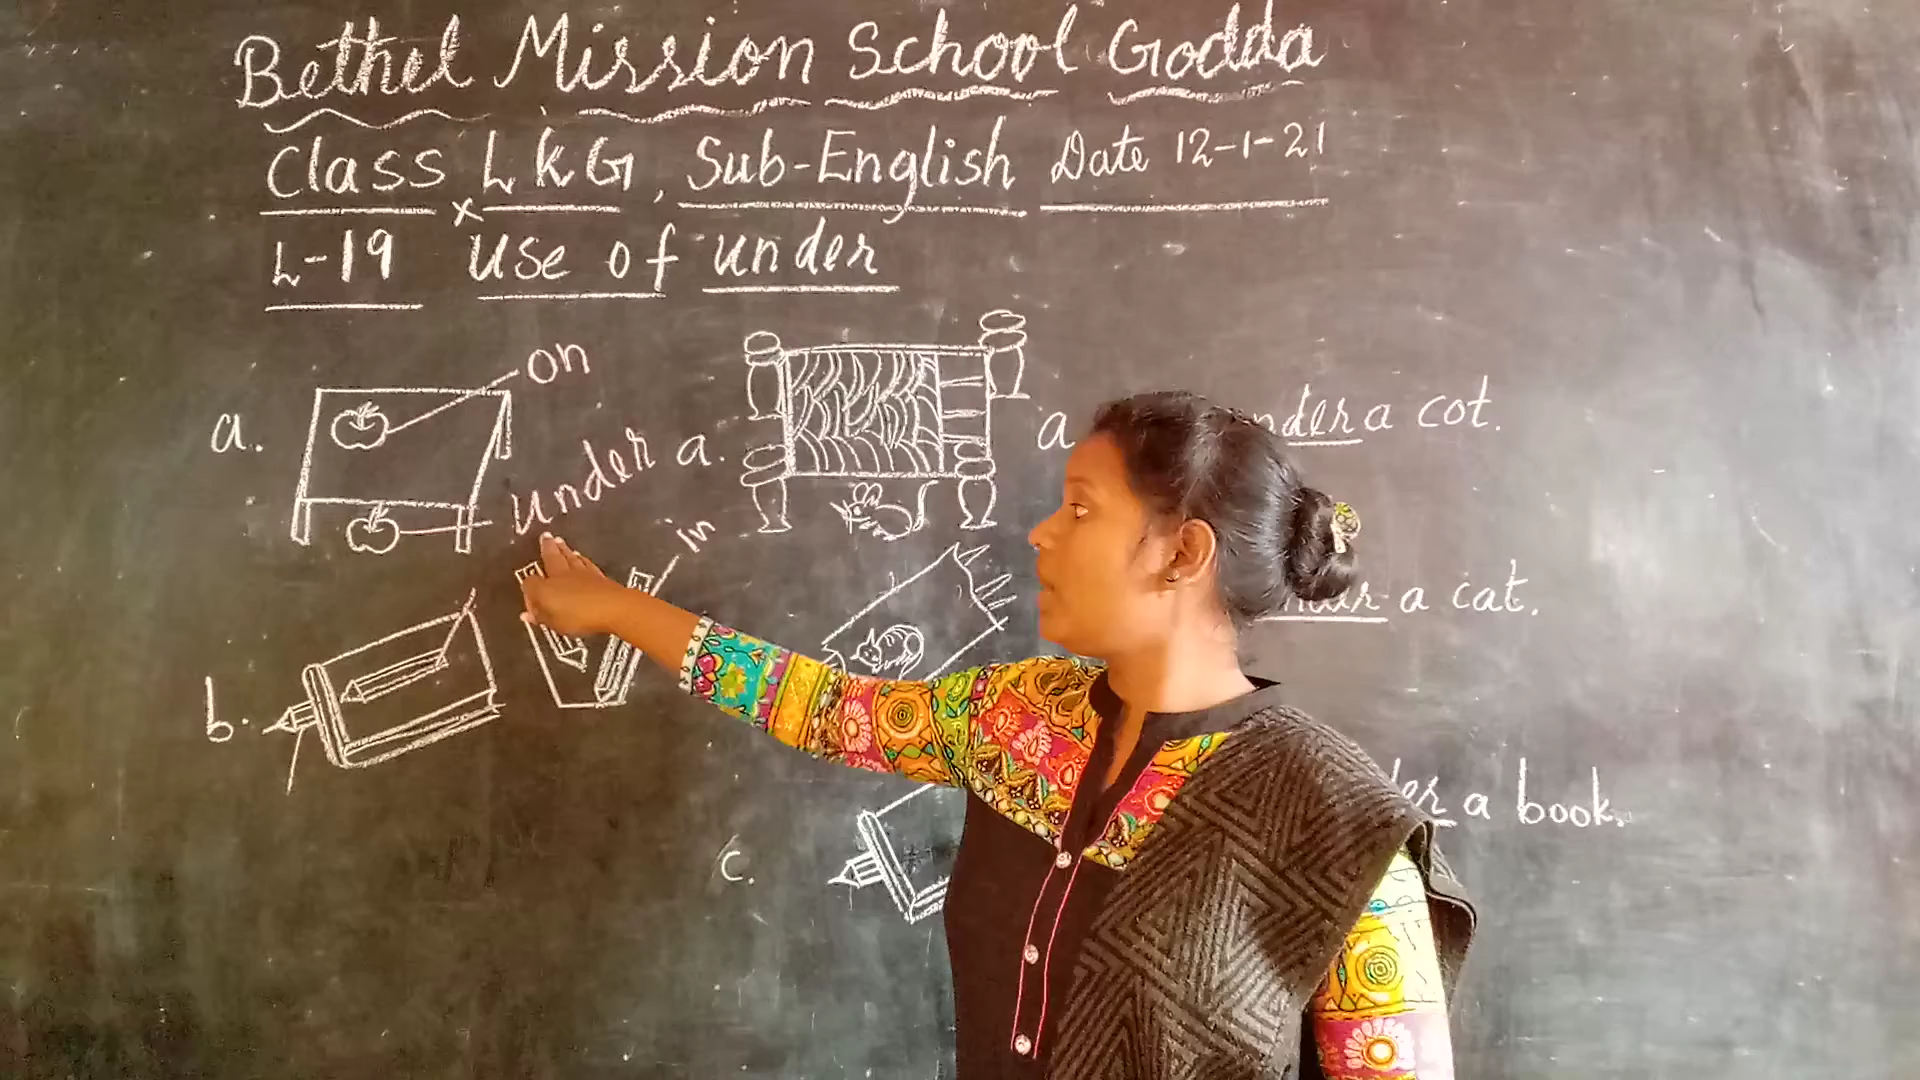 Bethel Mission School Godda
Class LKG, Sub-English Date 12-1-21
L-19 Use of under
on
a.
under
a.
a
a cot.
in
a cat.
b.
a book.
c.